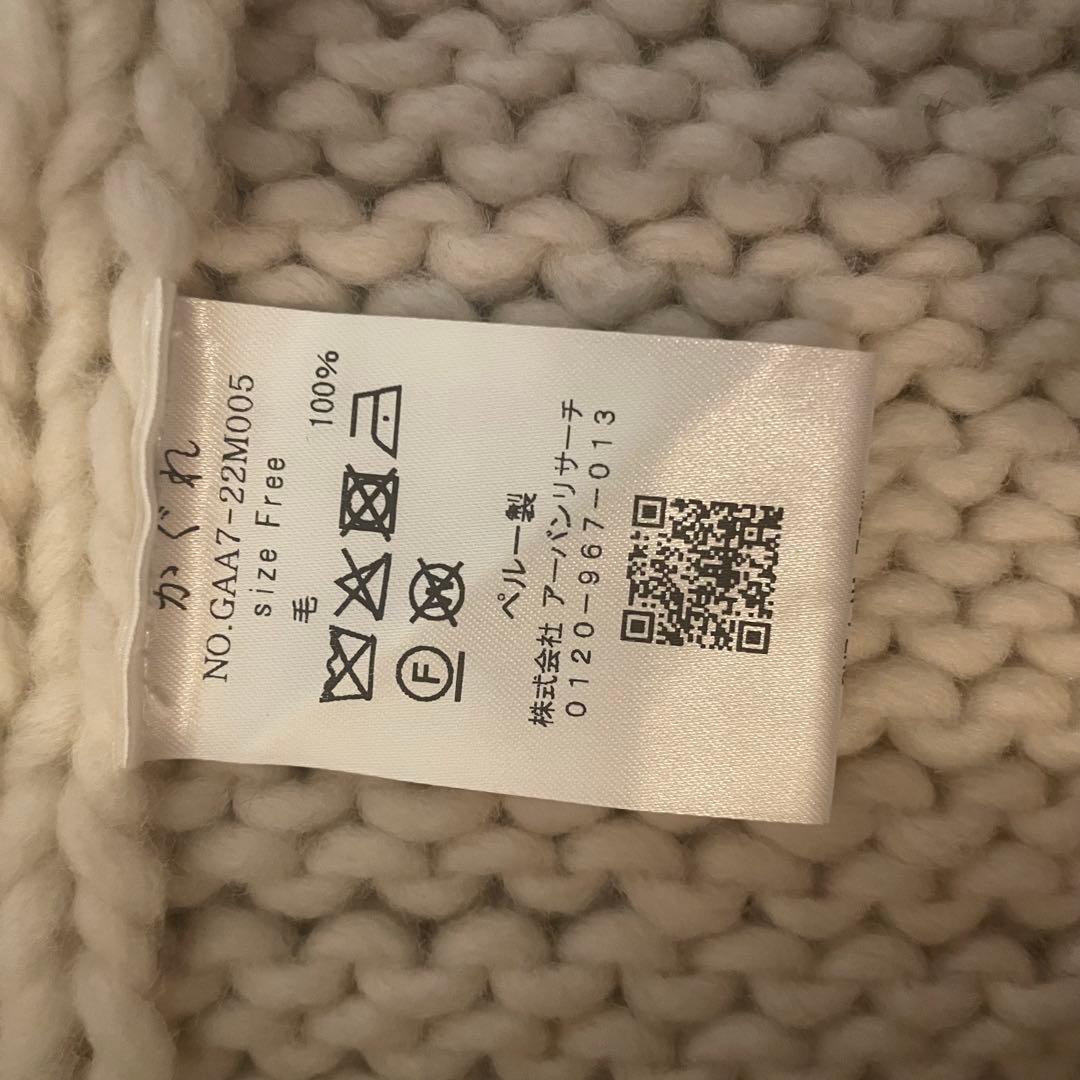 かぐれ
NO.GAA7-22M005
size Free
毛 100%
F
ペルー製
株式会社 アーバンリサーチ
0120-967-013